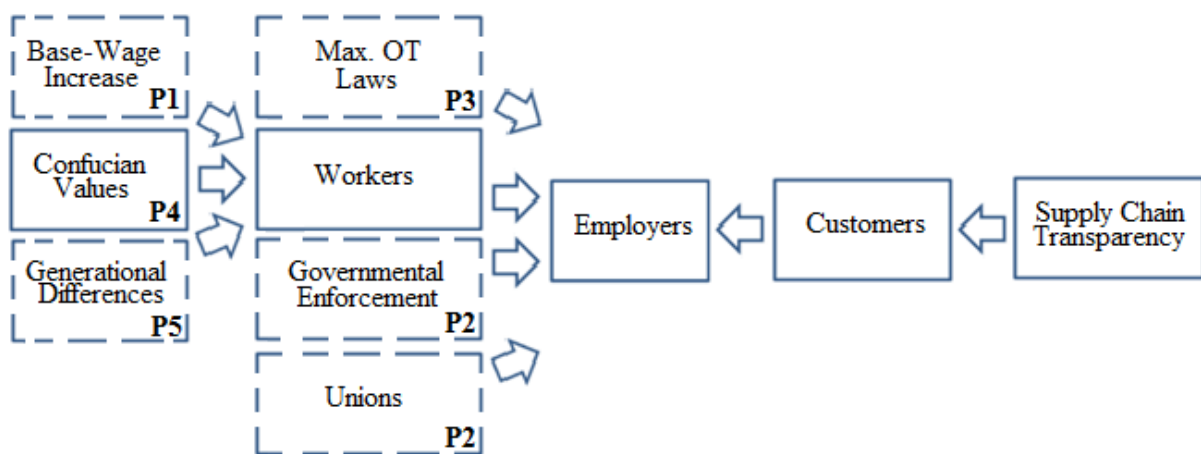 Base-Wage
Increase
P1
Max. OT
Laws
P3
Confucian
Values
P4
Workers
Generational
Differences
P5
Governmental
Enforcement
P2
Unions
P2
Employers
Customers
Supply Chain
Transparency